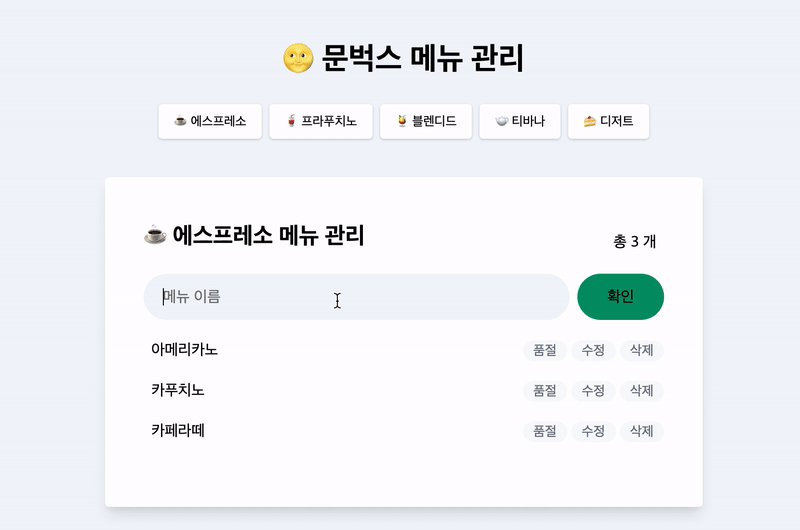 문벅스 메뉴 관리
에스프레소 프라푸치노 블렌디드 티바나 디저트
에스프레소 메뉴 관리
총 3 개
메뉴 이름 확인
아메리카노 품절 수정 삭제
카푸치노 품절 수정 삭제
카페라떼 품절 수정 삭제